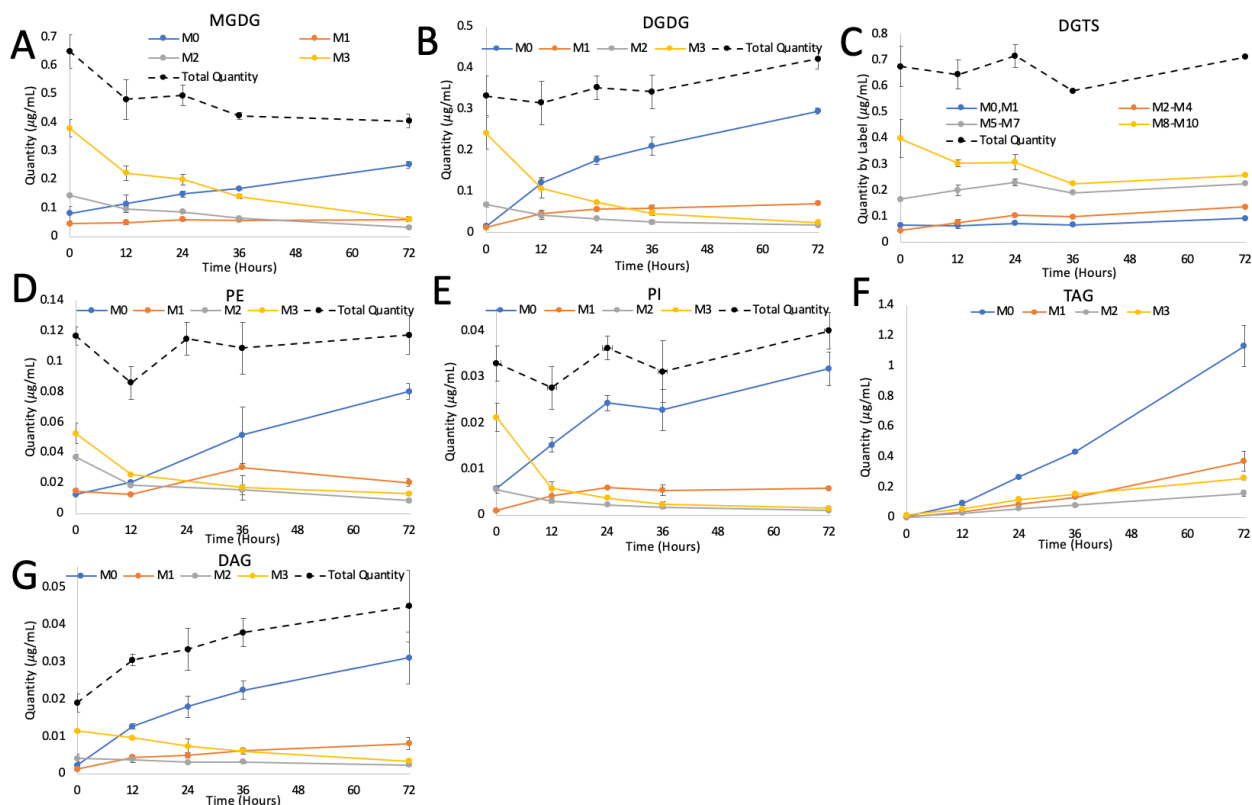 A
MGDG
M0 M1
M2 M3
Total Quantity
Quantity (µg/mL)
0.7
0.6
0.5
0.4
0.3
0.2
0.1
0
0 12 24 36 48 60 72
Time (Hours)
B
DGDG
M0 M1 M2 M3 Total Quantity
Quantity (µg/mL)
0.5
0.4
0.3
0.2
0.1
0
0 12 24 36 48 60 72
Time (Hours)
C
DGTS
M0,M1 M2-M4
M5-M7 M8-M10
Total Quantity
Quantity by Label (µg/mL)
0.8
0.7
0.6
0.5
0.4
0.3
0.2
0.1
0
0 12 24 36 48 60 72
Time (Hours)
D
PE
M0 M1 M2 M3 Total Quantity
Quantity (µg/mL)
0.14
0.12
0.1
0.08
0.06
0.04
0.02
0
0 12 24 36 48 60 72
Time (Hours)
E
PI
M0 M1 M2 M3 Total Quantity
Quantity (µg/mL)
0.04
0.03
0.02
0.01
0
0 12 24 36 48 60 72
Time (Hours)
F
TAG
M0 M1 M2 M3
Quantity (µg/mL)
1.4
1.2
1
0.8
0.6
0.4
0.2
0
0 12 24 36 48 60 72
Time (Hours)
G
DAG
M0 M1 M2 M3 Total Quantity
Quantity (µg/mL)
0.05
0.04
0.03
0.02
0.01
0
0 12 24 36 48 60 72
Time (Hours)